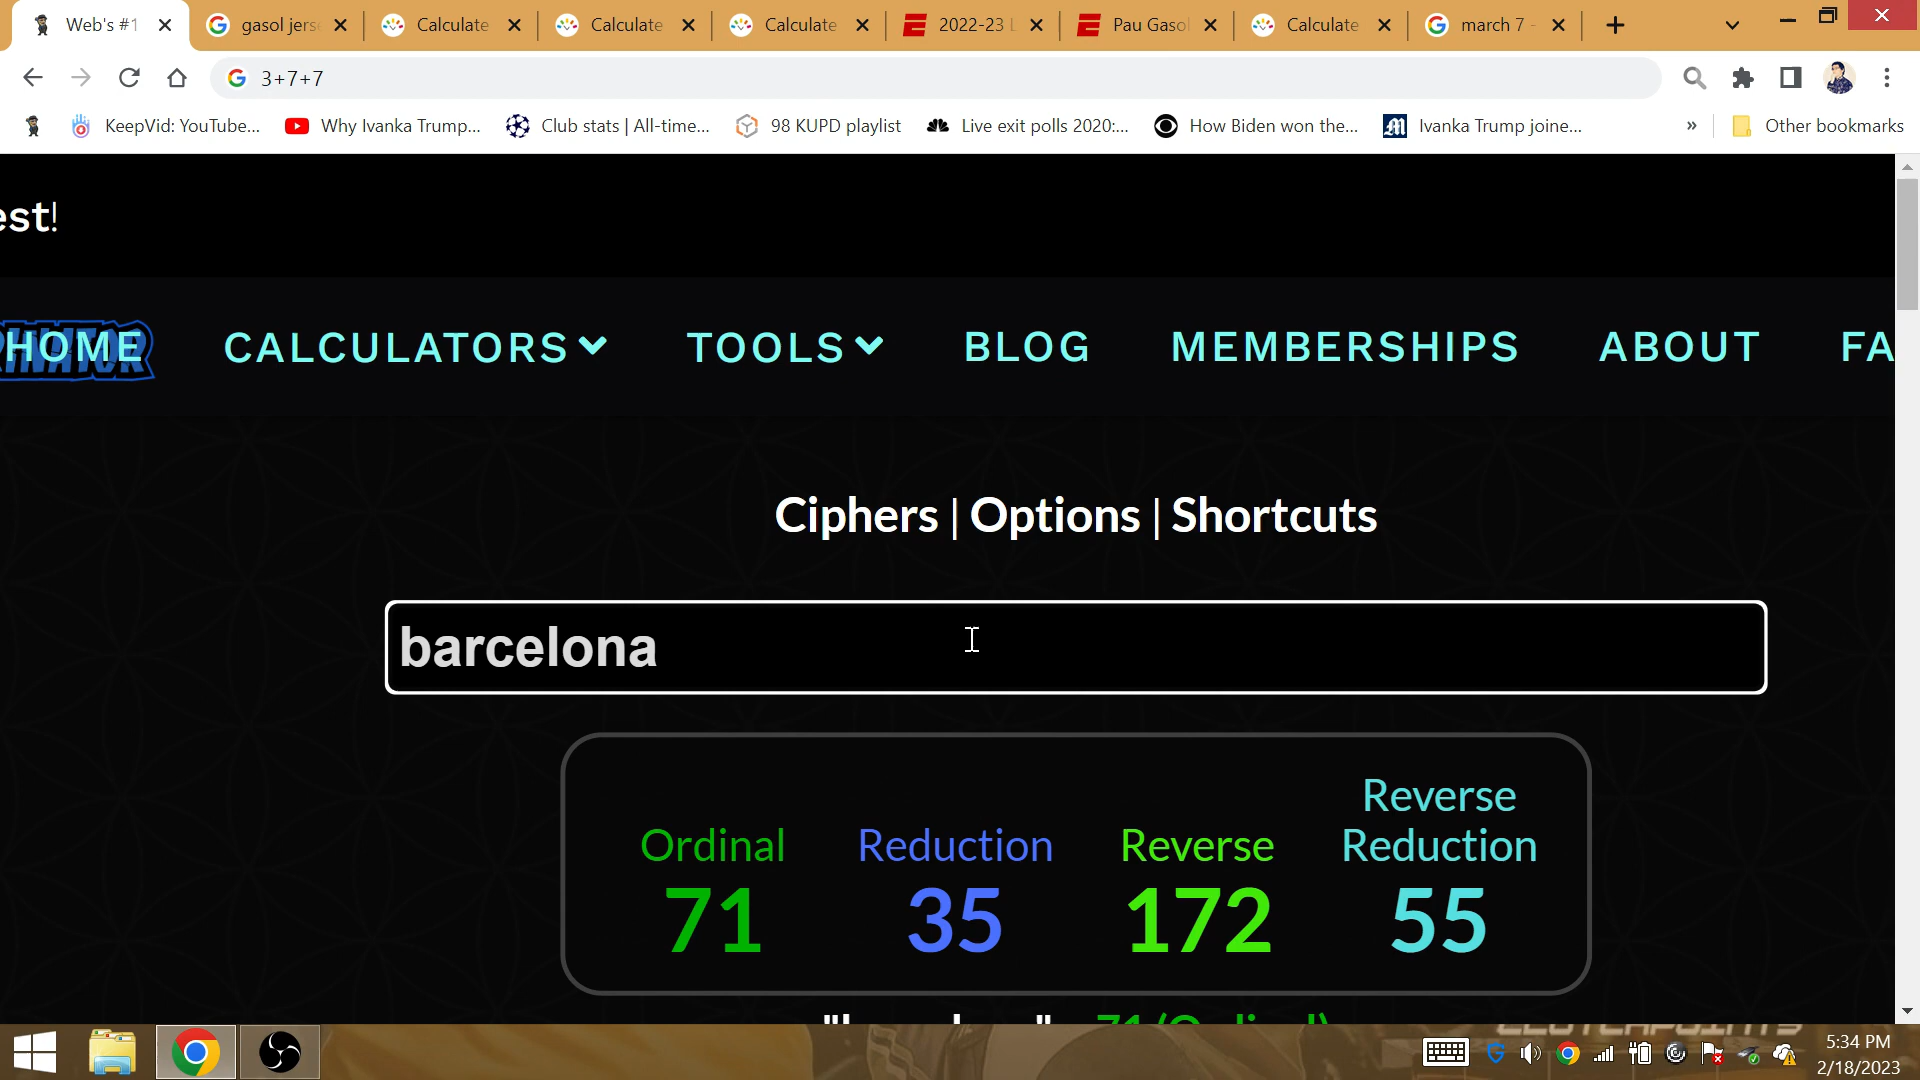 Web's #1 gasol jerse Calculate Calculate Calculate 2022-23 L Pau Gasol Calculate march 7 -
3+7+7
KeepVid: YouTube... Why Ivanka Trump... Club stats | All-time... 98 KUPD playlist Live exit polls 2020:... How Biden won the... Ivanka Trump joine... » Other bookmarks
est!
HOME CALCULATORS TOOLS BLOG MEMBERSHIPS ABOUT FA
Ciphers | Options | Shortcuts
barcelona
Reverse
Ordinal Reduction Reverse Reduction
71 35 172 55
5:34 PM
2/18/2023